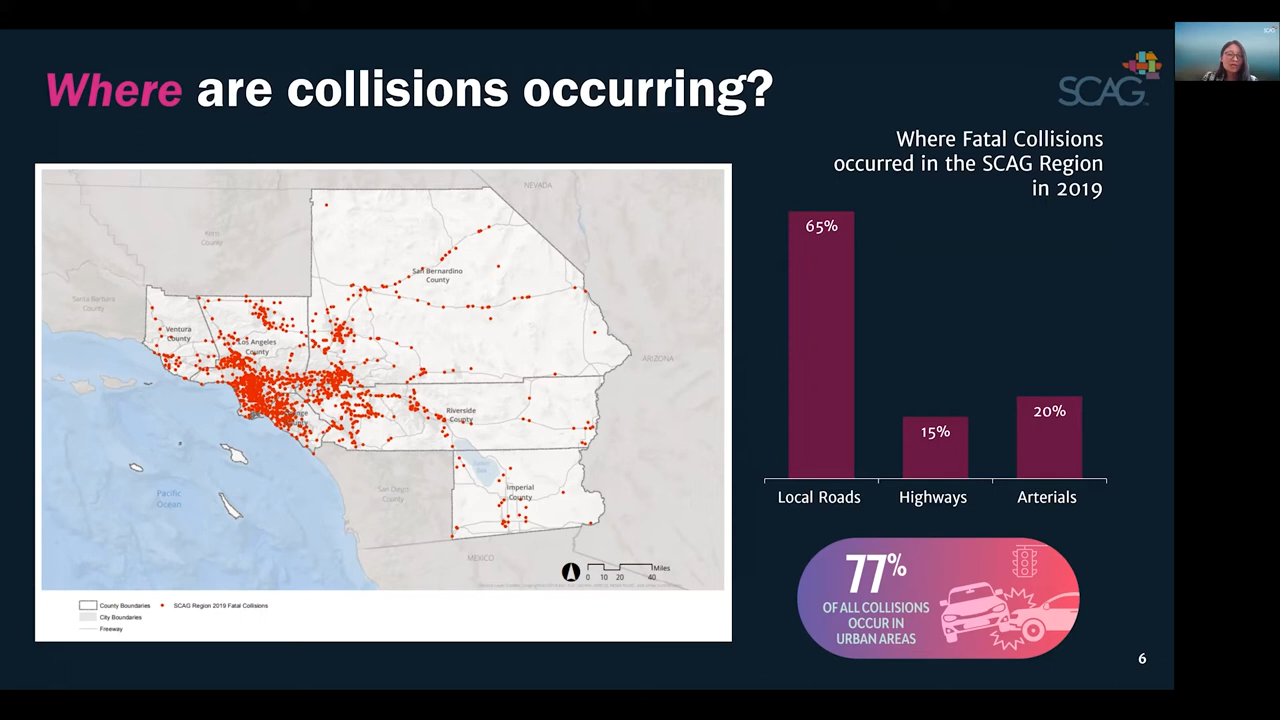 Where are collisions occurring?
SCAG
Where Fatal Collisions
occurred in the SCAG Region
in 2019
NEVADA
Kern
County
San Bernardino
County
Santa Barbara
County
Ventura
County
Los Angeles
County
ARIZONA
Orange
County
Riverside
County
Salton
Sea
San Diego
County
Imperial
County
Pacific
Ocean
MEXICO
Miles
0 10 20 40
County Boundaries
SCAG Region 2019 Fatal Collisions
City Boundaries
Freeway
65%
15%
20%
Local Roads
Highways
Arterials
77%
OF ALL COLLISIONS
OCCUR IN
URBAN AREAS
6